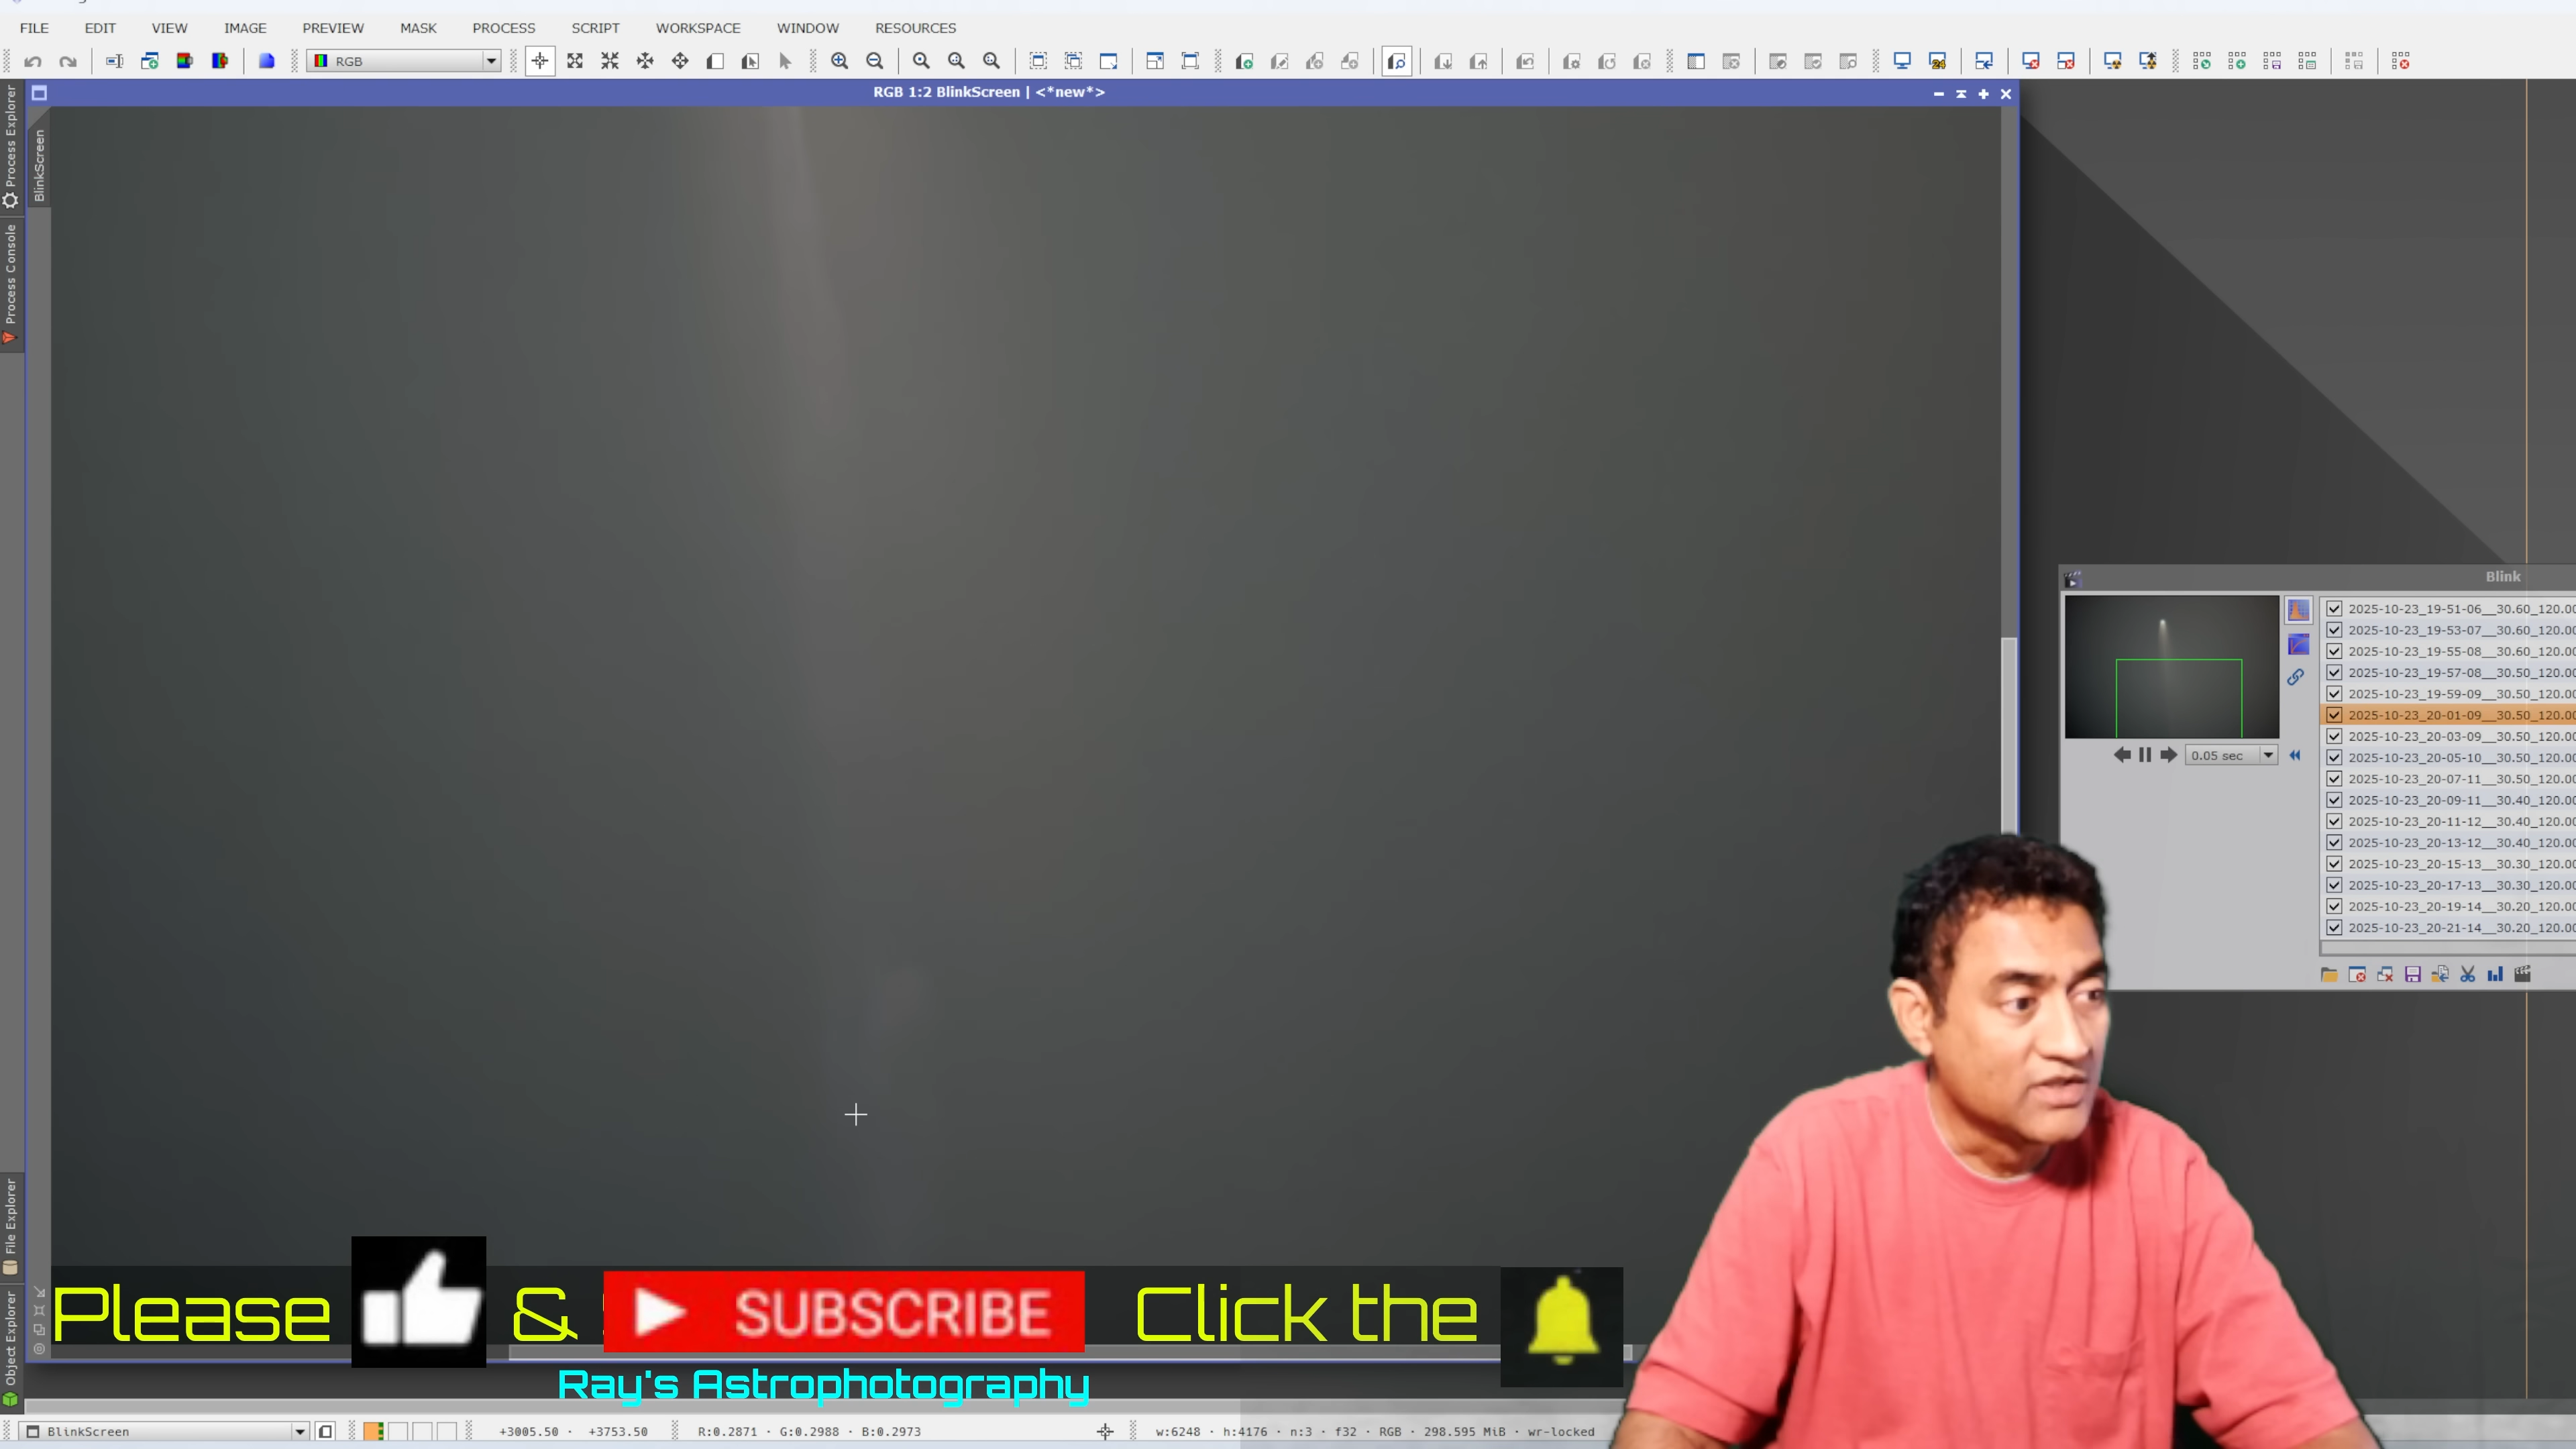 FILE EDIT VIEW IMAGE PREVIEW MASK PROCESS SCRIPT WORKSPACE WINDOW RESOURCES
RGB
24
RGB 1:2 BlinkScreen | <*new*>
Process Explorer
BlinkScreen
Process Console
Blink
2025-10-23_19-51-06__30.60_120.00
2025-10-23_19-53-07__30.60_120.00
2025-10-23_19-55-08__30.60_120.00
2025-10-23_19-57-08__30.50_120.00
2025-10-23_19-59-09__30.50_120.00
2025-10-23_20-01-09__30.50_120.00
2025-10-23_20-03-09__30.50_120.00
2025-10-23_20-05-10__30.50_120.00
2025-10-23_20-07-11__30.50_120.00
2025-10-23_20-09-11__30.40_120.00
2025-10-23_20-11-12__30.40_120.00
2025-10-23_20-13-12__30.40_120.00
2025-10-23_20-15-13__30.30_120.00
2025-10-23_20-17-13__30.30_120.00
2025-10-23_20-19-14__30.20_120.00
2025-10-23_20-21-14__30.20_120.00
0.05 sec
File Explorer
Object Explorer
Please & SUBSCRIBE Click the
Ray's Astrophotography
BlinkScreen
+3005.50 · +3753.50
R:0.2871 · G:0.2988 · B:0.2973
w:6248 · h:4176 · n:3 · f32 · RGB · 298.595 MiB · wr-locked